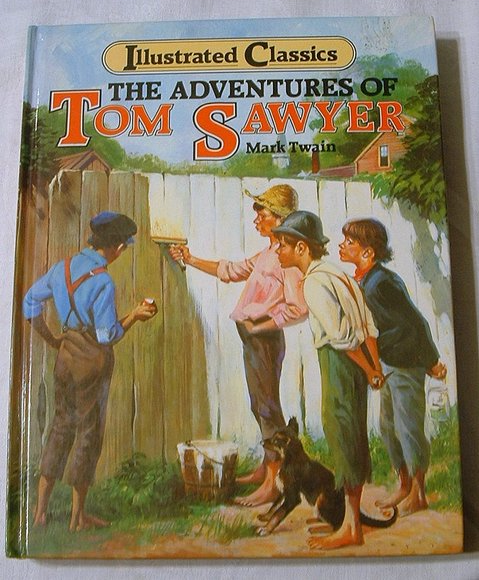 Illustrated Classics
THE ADVENTURES OF
TOM SAWYER
Mark Twain